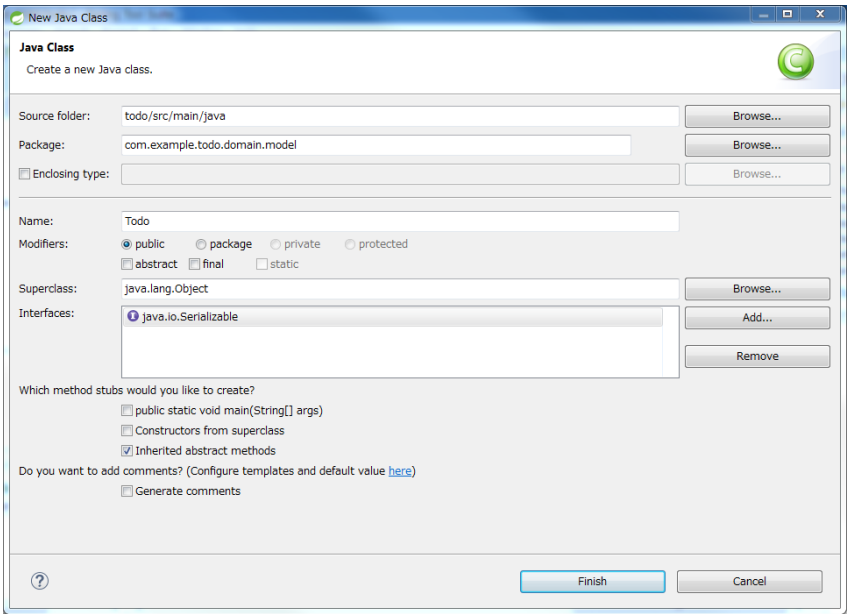 New Java Class
Java Class
Create a new Java class.
C
Source folder: todo/src/main/java Browse...
Package: com.example.todo.domain.model Browse...
Enclosing type: Browse...
Name: Todo
Modifiers: public package private protected
abstract final static
Superclass: java.lang.Object Browse...
Interfaces: I java.io.Serializable Add...
Remove
Which method stubs would you like to create?
public static void main(String[] args)
Constructors from superclass
Inherited abstract methods
Do you want to add comments? (Configure templates and default value here)
Generate comments
? Finish Cancel